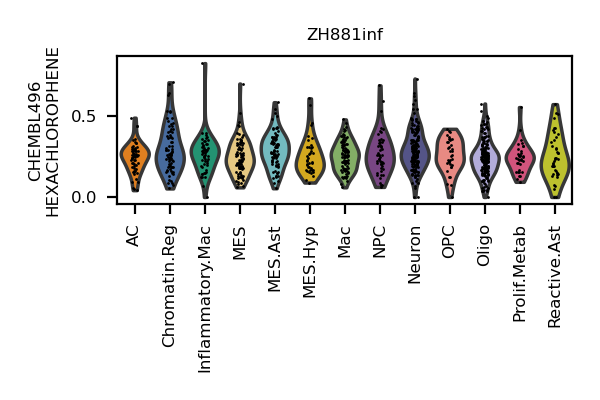 ZH881inf
CHEMBL496
HEXACHLOROPHENE
0.5
0.0
AC
Chromatin.Reg
Inflammatory.Mac
MES
MES.Ast
MES.Hyp
Mac
NPC
Neuron
OPC
Oligo
Prolif.Metab
Reactive.Ast